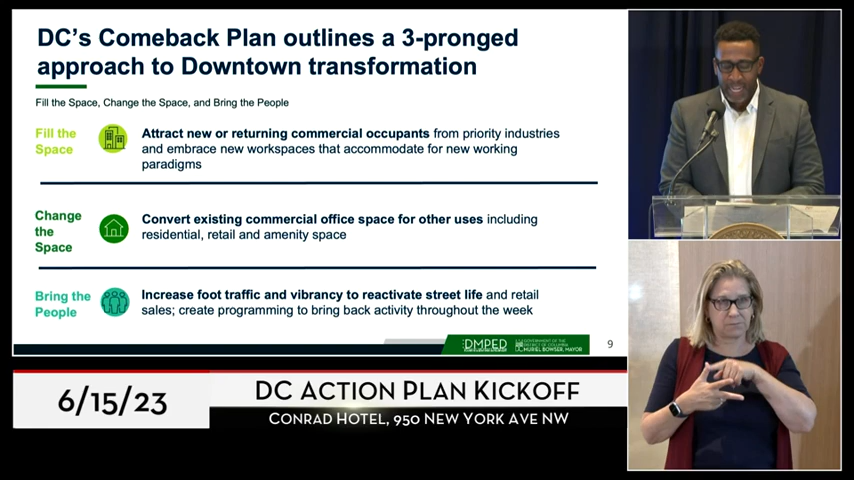 DC's Comeback Plan outlines a 3-pronged
approach to Downtown transformation
Fill the Space, Change the Space, and Bring the People
Fill the
Space
Attract new or returning commercial occupants from priority industries
and embrace new workspaces that accommodate for new working
paradigms
Change
the
Space
Convert existing commercial office space for other uses including
residential, retail and amenity space
Bring the
People
Increase foot traffic and vibrancy to reactivate street life and retail
sales; create programming to bring back activity throughout the week
DMPED
GOVERNMENT OF THE
DISTRICT OF COLUMBIA
MURIEL BOWSER, MAYOR
9
6/15/23
DC Action Plan Kickoff
Conrad Hotel, 950 New York Ave NW